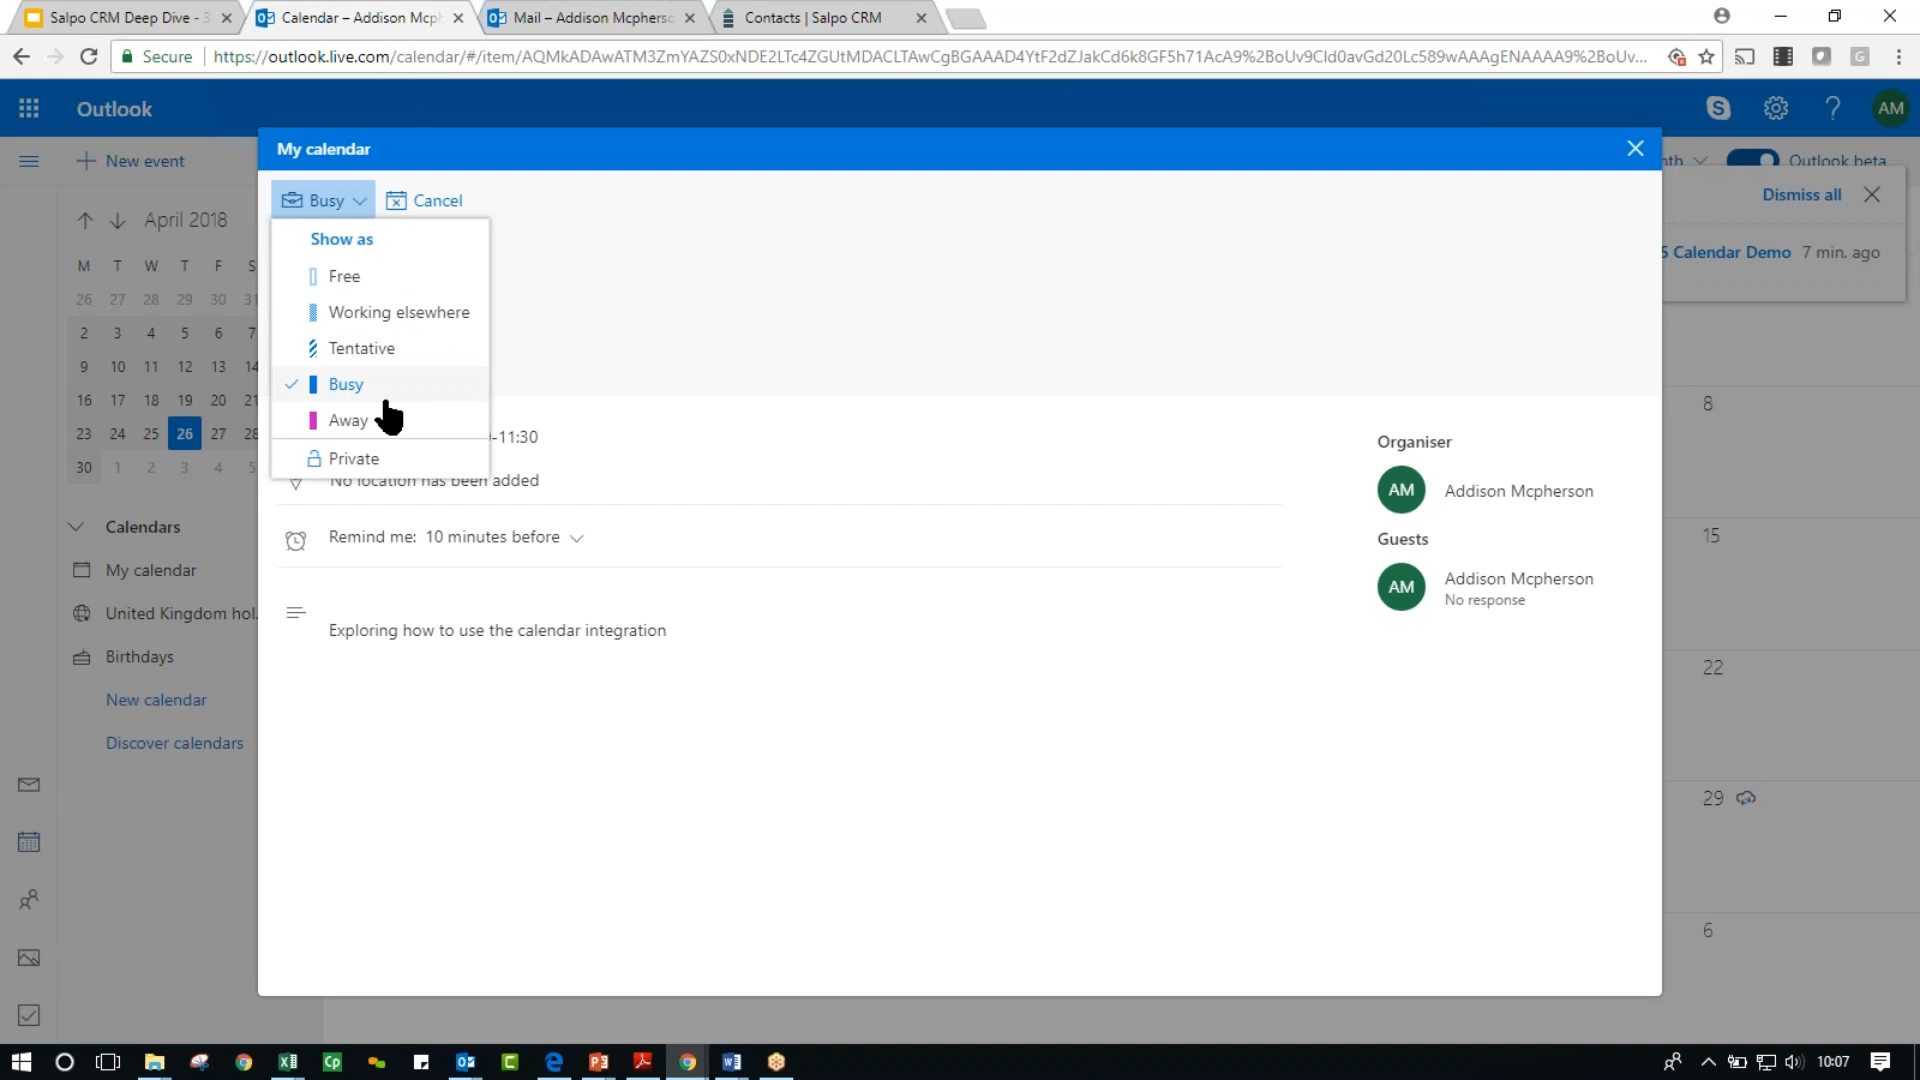 Salpo CRM Deep Dive - 3
Calendar – Addison Mcph
Mail – Addison Mcpherso
Contacts | Salpo CRM
Secure
https://outlook.live.com/calendar/#/item/AQMkADAwATM3ZmYAZS0xNDE2LTc4ZGUtMDACLTAwCgBGAAAD4YtF2dZJakCd6k8GF5h71AcA9%2BoUv9Cld0avGd20Lc589wAAAgENAAAA9%2BoUv...
G
Outlook
S
?
AM
New event
My calendar
nth
Outlook beta
Busy
Cancel
Dismiss all
April 2018
Show as
M T W T F S
Free
5 Calendar Demo 7 min. ago
26 27 28 29 30 31
Working elsewhere
2 3 4 5 6 7
Tentative
9 10 11 12 13 14
Busy
16 17 18 19 20 21
8
Away
23 24 25 26 27 28
-11:30
Organiser
Private
30 1 2 3 4 5
No location has been added
AM
Addison Mcpherson
Calendars
Remind me: 10 minutes before
Guests
15
My calendar
AM
Addison Mcpherson
No response
United Kingdom hol.
Exploring how to use the calendar integration
Birthdays
22
New calendar
Discover calendars
29
6
Cp
C
10:07